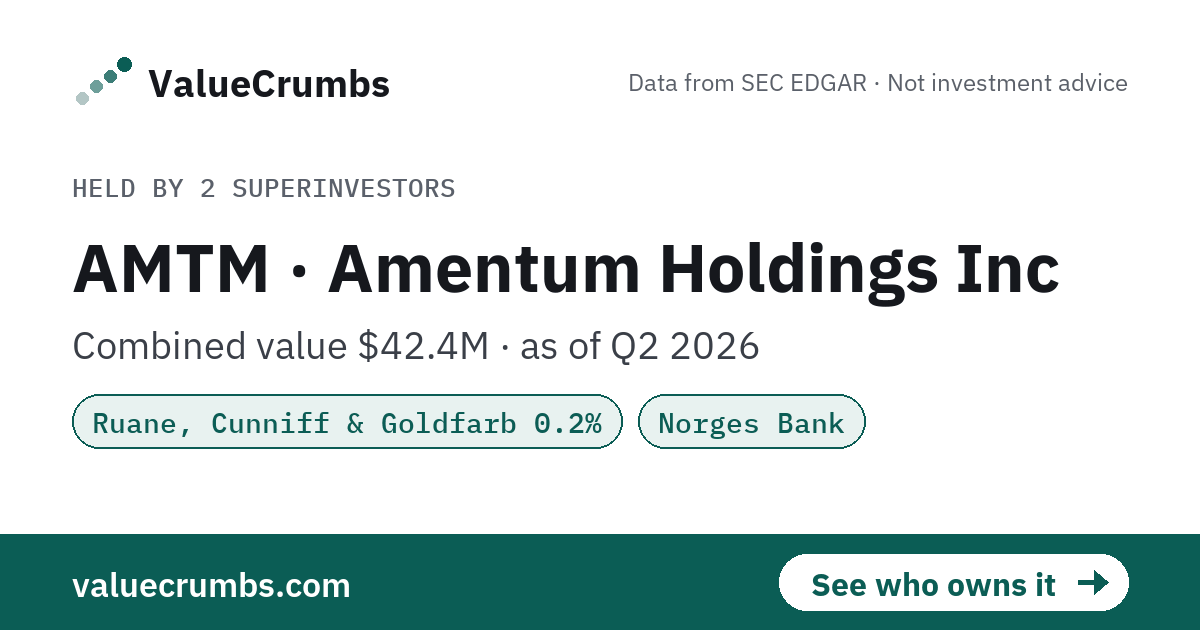 ValueCrumbs
Data from SEC EDGAR · Not investment advice
HELD BY 2 SUPERINVESTORS
AMTM · Amentum Holdings Inc
Combined value $42.4M · as of Q2 2026
Ruane, Cunniff & Goldfarb 0.2%
Norges Bank
valuecrumbs.com
See who owns it →